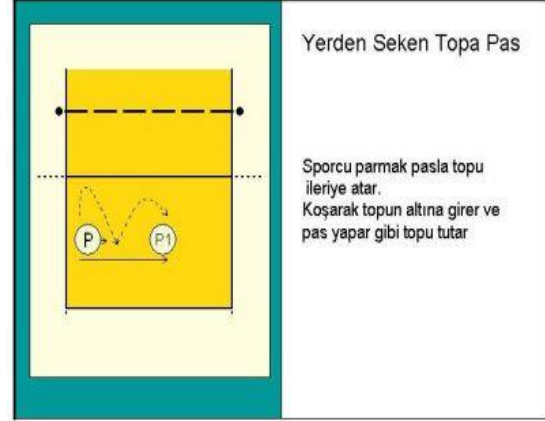 Yerden Seken Topa Pas
Sporcu parmak pasla topu
ileriye atar.
Koşarak topun altına girer ve
pas yapar gibi topu tutar
P
P1